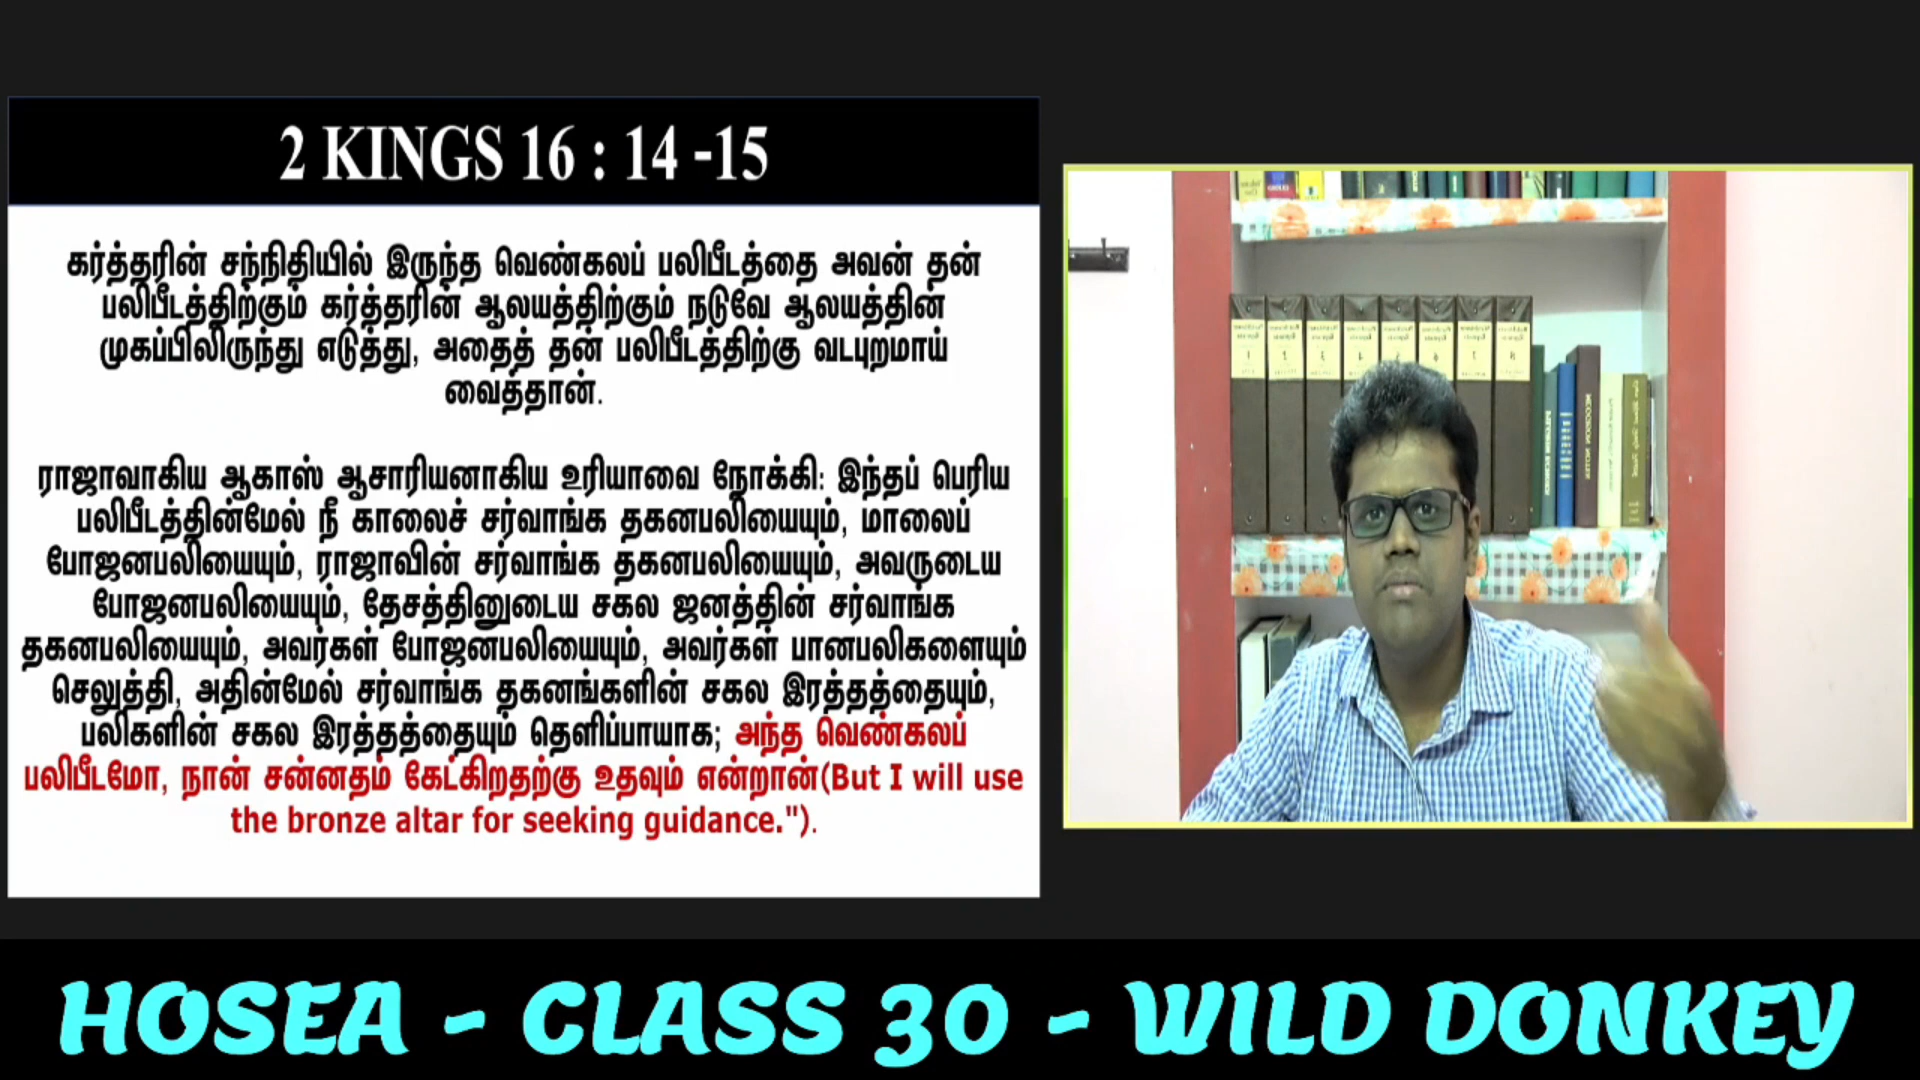 2 KINGS 16 : 14 -15
கர்த்தரின் சந்நிதியில் இருந்த வெண்கலப் பலிபீடத்தை அவன் தன்
பலிபீடத்திற்கும் கர்த்தரின் ஆலயத்திற்கும் நடுவே ஆலயத்தின்
முகப்பிலிருந்து எடுத்து, அதைத் தன் பலிபீடத்திற்கு வடபுறமாய்
வைத்தான்.
ராஜாவாகிய ஆகாஸ் ஆசாரியனாகிய உரியாவை நோக்கி: இந்தப் பெரிய
பலிபீடத்தின்மேல் நீ காலைச் சர்வாங்க தகனபலியையும், மாலைப்
போஜனபலியையும், ராஜாவின் சர்வாங்க தகனபலியையும், அவருடைய
போஜனபலியையும், தேசத்தினுடைய சகல ஜனத்தின் சர்வாங்க
தகனபலியையும், அவர்கள் போஜனபலியையும், அவர்கள் பானபலிகளையும்
செலுத்தி, அதின்மேல் சர்வாங்க தகனங்களின் சகல இரத்தத்தையும்,
பலிகளின் சகல இரத்தத்தையும் தெளிப்பாயாக; அந்த வெண்கலப்
பலிபீடமோ, நான் சன்னதம் கேட்கிறதற்கு உதவும் என்றான்(But I will use
the bronze altar for seeking guidance.").
HOSEA - CLASS 30 - WILD DONKEY